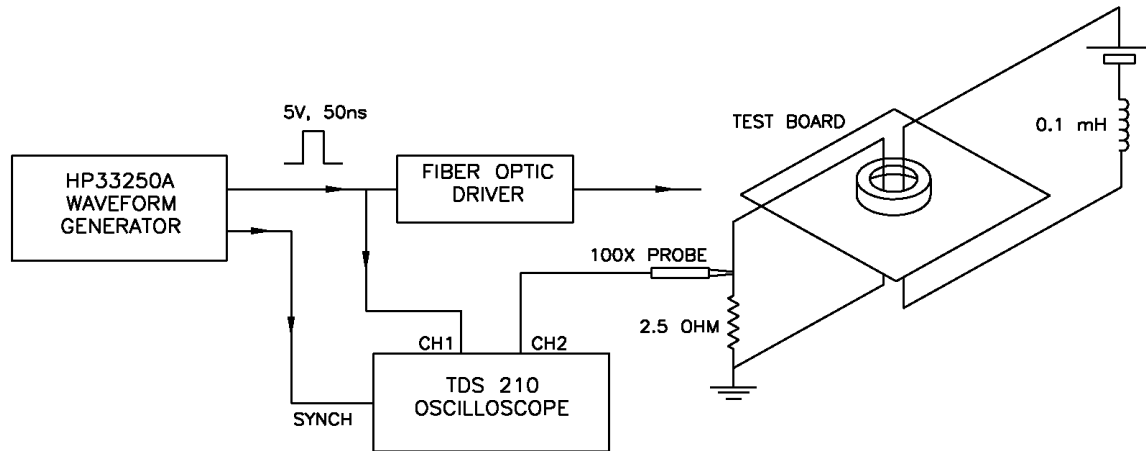 5V, 50ns
HP33250A
WAVEFORM
GENERATOR
FIBER OPTIC
DRIVER
TEST BOARD
0.1 mH
100X PROBE
2.5 OHM
CH1
CH2
TDS 210
OSCILLOSCOPE
SYNCH